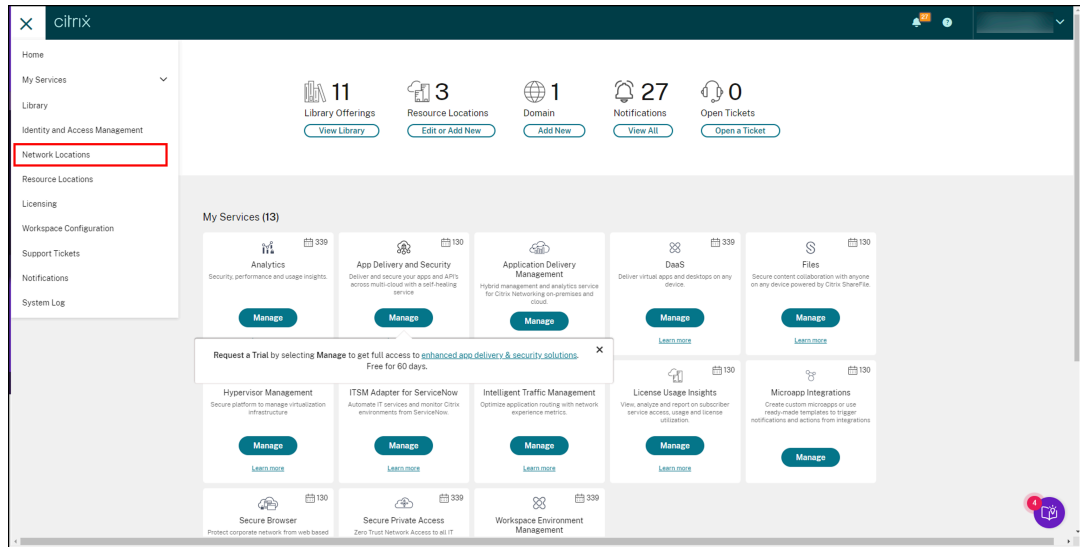 citrix
27
Home
My Services
Library
Identity and Access Management
Network Locations
Resource Locations
Licensing
Workspace Configuration
Support Tickets
Notifications
System Log
11
Library Offerings
View Library
3
Resource Locations
Edit or Add New
1
Domain
Add New
27
Notifications
View All
0
Open Tickets
Open a Ticket
My Services (13)
339
Analytics
Security, performance and usage insights.
Manage
130
App Delivery and Security
Deliver and secure your apps and API's
across multi-cloud with a self-healing
service
Manage
Application Delivery
Management
Hybrid management and analytics service
for Citrix Networking on-premises and
cloud.
Manage
339
DaaS
Deliver virtual apps and desktops on any
device.
Manage
Learn more
130
Files
Secure content collaboration with anyone
on any device powered by Citrix ShareFile.
Manage
Learn more
Request a Trial by selecting Manage to get full access to enhanced app delivery & security solutions.
Free for 60 days.
Hypervisor Management
Secure platform to manage virtualization
infrastructure
Manage
Learn more
ITSM Adapter for ServiceNow
Automate IT services and monitor Citrix
environments from ServiceNow.
Manage
Learn more
Intelligent Traffic Management
Optimize application routing with network
experience metrics.
Manage
Learn more
130
License Usage Insights
View, analyze and report on subscriber
service access, usage and license
utilization.
Manage
Learn more
130
Microapp Integrations
Create custom microapps or use
ready-made templates to trigger
notifications and actions from integrations
Manage
130
Secure Browser
Protect corporate network from web based
339
Secure Private Access
Zero Trust Network Access to all IT
339
Workspace Environment
Management
4